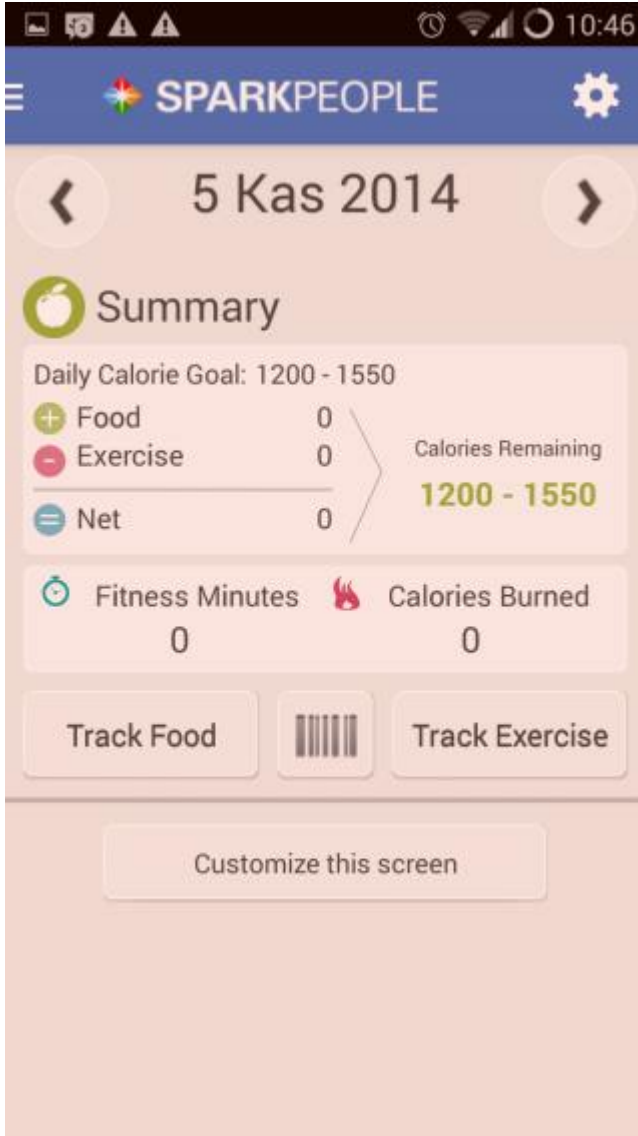 10:46
SPARKPEOPLE
5 Kas 2014
Summary
Daily Calorie Goal: 1200 - 1550
Food 0
Exercise 0
Net 0
Calories Remaining
1200 - 1550
Fitness Minutes
0
Calories Burned
0
Track Food
Track Exercise
Customize this screen